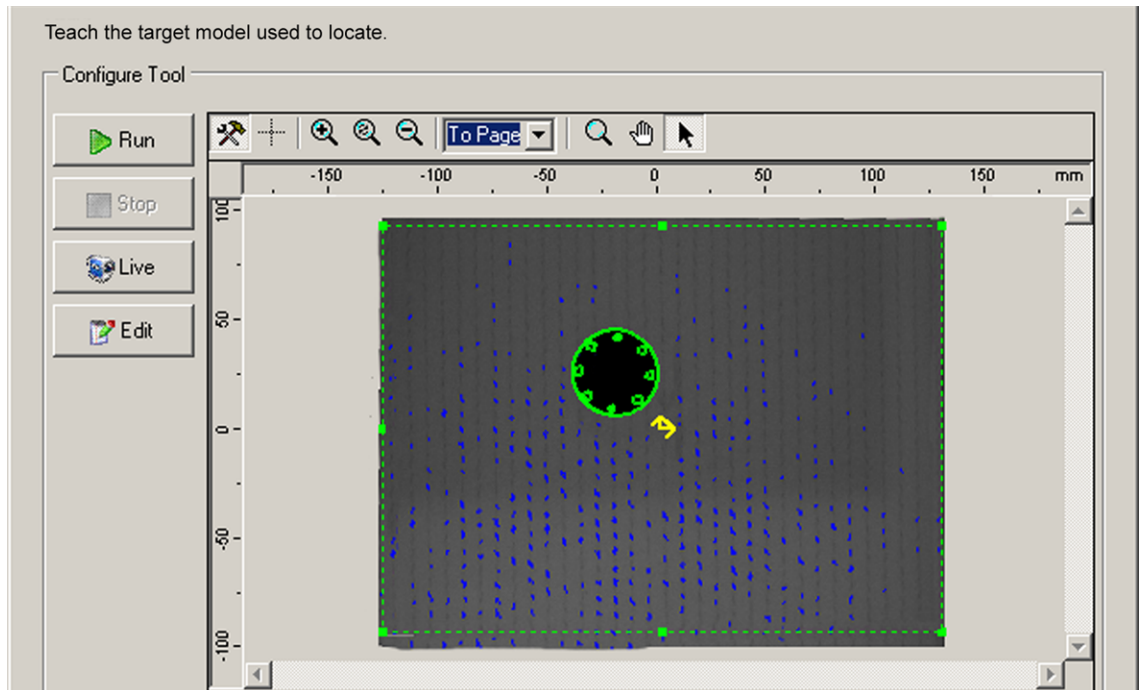 Teach the target model used to locate.
Configure Tool
Run
To Page
-150 -100 -50 0 50 100 150 mm
Stop
Live
Edit
100
50
0
-50
-100